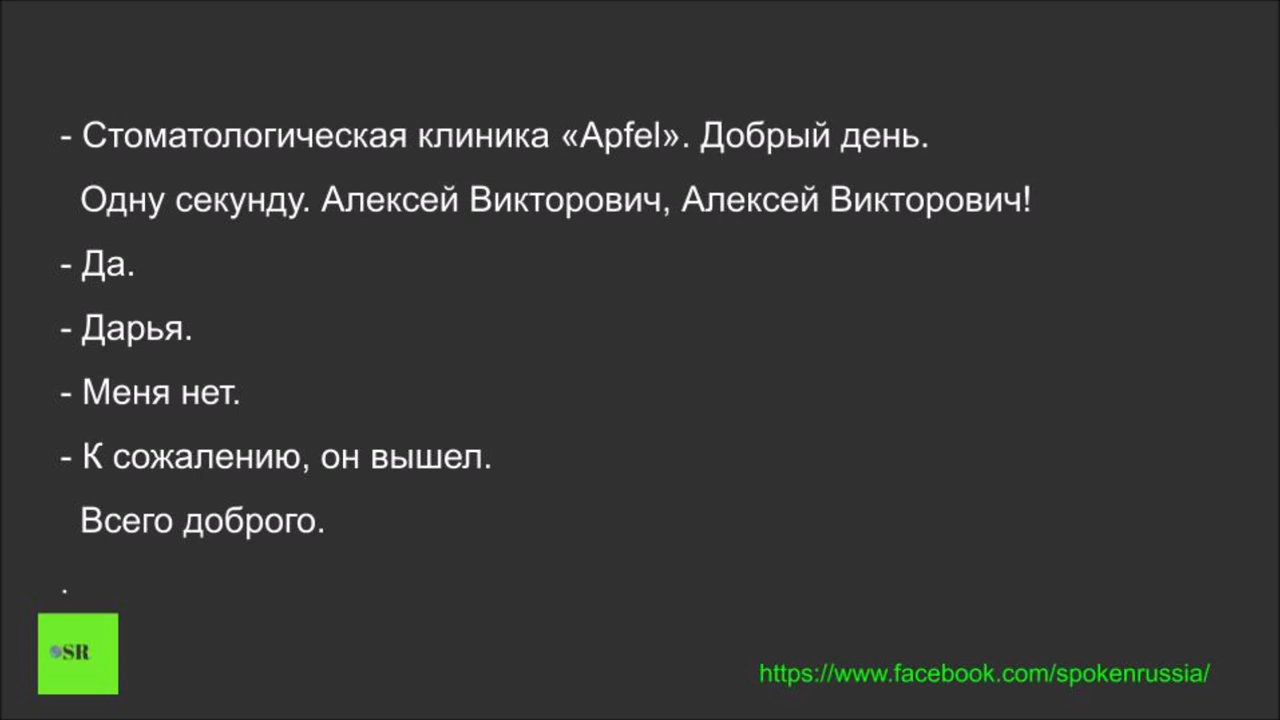 - Стоматологическая клиника «Apfel». Добрый день.
Одну секунду. Алексей Викторович, Алексей Викторович!
- Да.
- Дарья.
- Меня нет.
- К сожалению, он вышел.
Всего доброго.
.
SR
https://www.facebook.com/spokenrussia/